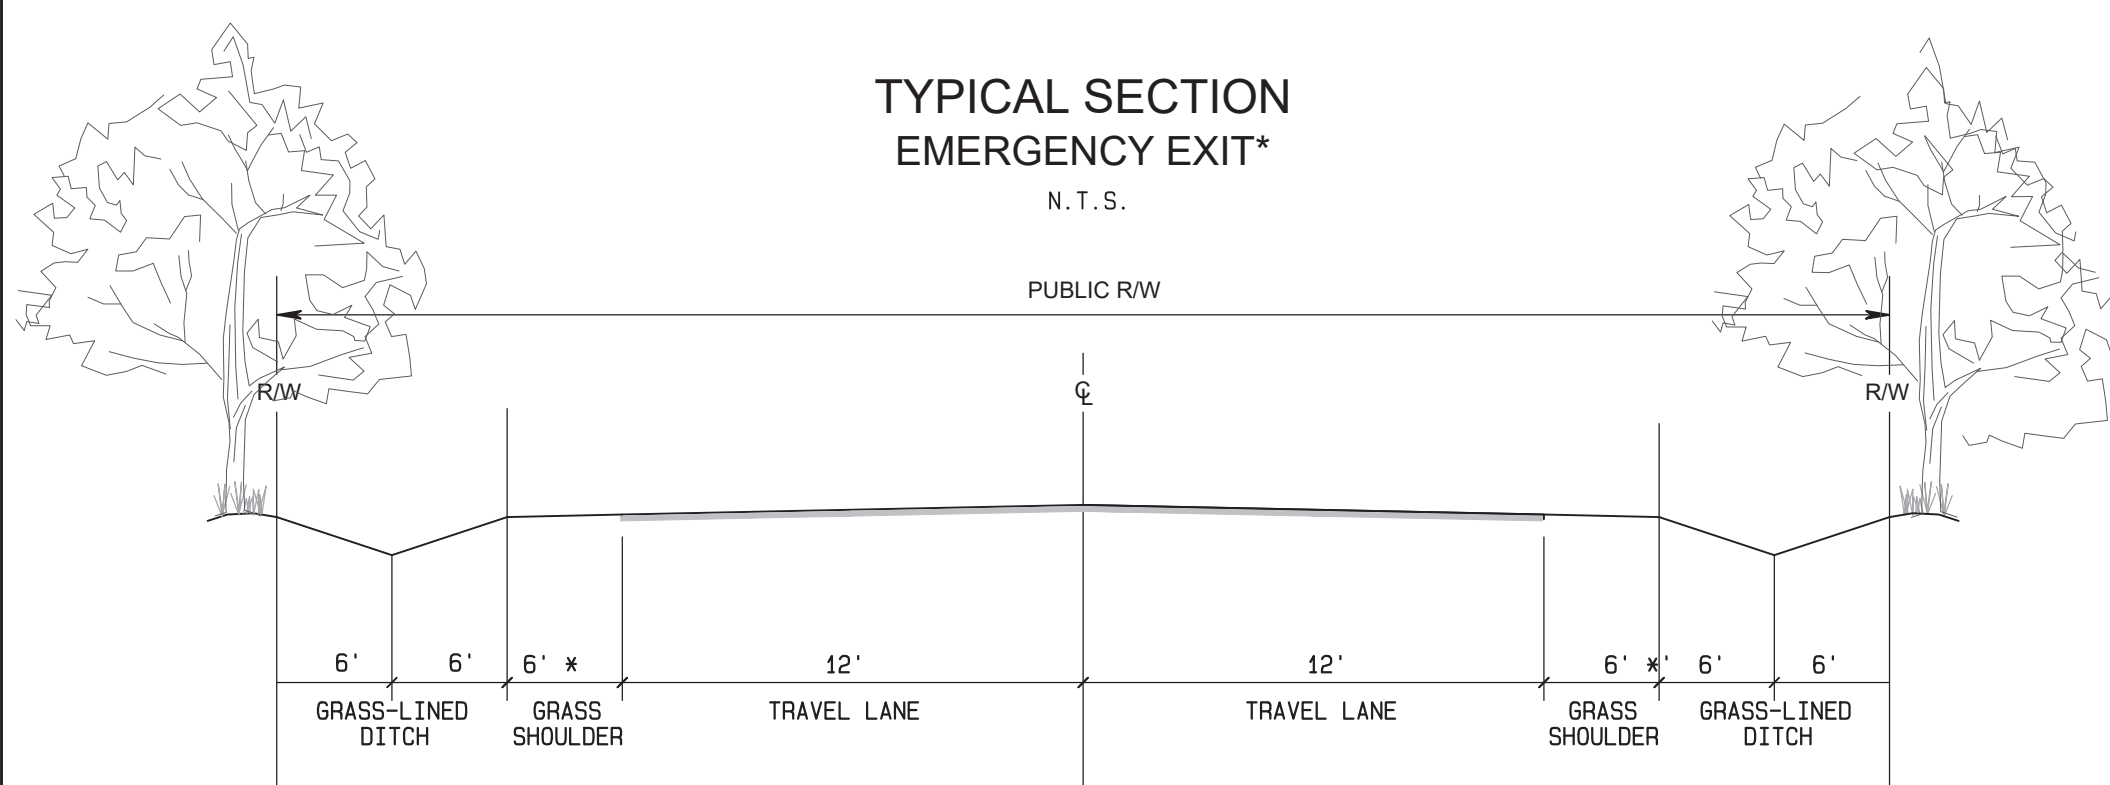 TYPICAL SECTION
EMERGENCY EXIT*
N.T.S.
PUBLIC R/W
R/W ℄ R/W
6' 6' 6' * 12' 12' 6' *' 6' 6'
GRASS-LINED GRASS TRAVEL LANE TRAVEL LANE GRASS GRASS-LINED
DITCH SHOULDER SHOULDER DITCH